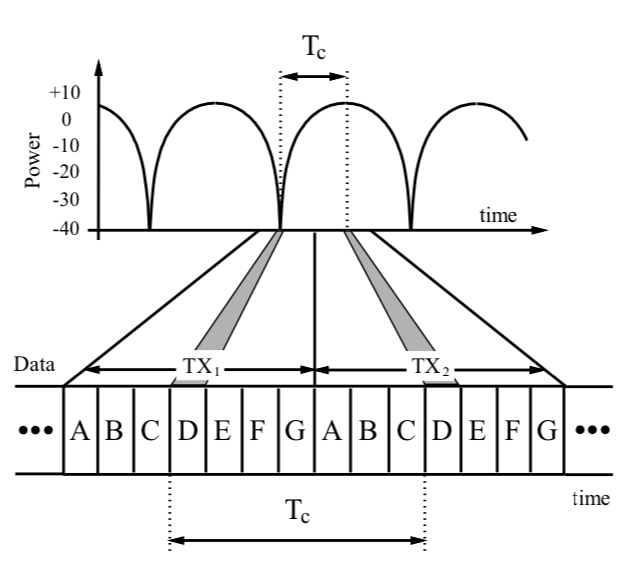 Tc
+10
0
-10
-20
-30
-40
Power
time
Data
TX1
TX2
••• A B C D E F G A B C D E F G •••
time
Tc